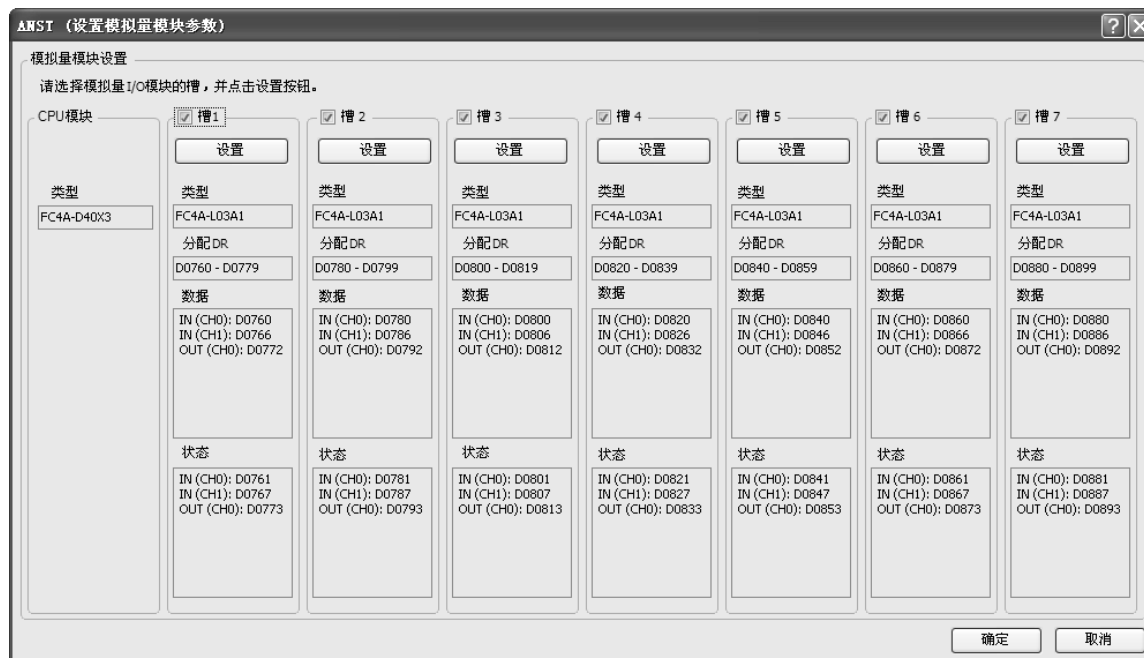 ANST (设置模拟量模块参数)
模拟量模块设置
请选择模拟量I/O模块的槽，并点击设置按钮。
CPU模块
类型
FC4A-D40X3
槽1
设置
类型
FC4A-L03A1
分配DR
D0760 - D0779
数据
IN (CH0): D0760
IN (CH1): D0766
OUT (CH0): D0772
状态
IN (CH0): D0761
IN (CH1): D0767
OUT (CH0): D0773
槽 2
设置
类型
FC4A-L03A1
分配DR
D0780 - D0799
数据
IN (CH0): D0780
IN (CH1): D0786
OUT (CH0): D0792
状态
IN (CH0): D0781
IN (CH1): D0787
OUT (CH0): D0793
槽 3
设置
类型
FC4A-L03A1
分配DR
D0800 - D0819
数据
IN (CH0): D0800
IN (CH1): D0806
OUT (CH0): D0812
状态
IN (CH0): D0801
IN (CH1): D0807
OUT (CH0): D0813
槽 4
设置
类型
FC4A-L03A1
分配DR
D0820 - D0839
数据
IN (CH0): D0820
IN (CH1): D0826
OUT (CH0): D0832
状态
IN (CH0): D0821
IN (CH1): D0827
OUT (CH0): D0833
槽 5
设置
类型
FC4A-L03A1
分配DR
D0840 - D0859
数据
IN (CH0): D0840
IN (CH1): D0846
OUT (CH0): D0852
状态
IN (CH0): D0841
IN (CH1): D0847
OUT (CH0): D0853
槽 6
设置
类型
FC4A-L03A1
分配DR
D0860 - D0879
数据
IN (CH0): D0860
IN (CH1): D0866
OUT (CH0): D0872
状态
IN (CH0): D0861
IN (CH1): D0867
OUT (CH0): D0873
槽 7
设置
类型
FC4A-L03A1
分配DR
D0880 - D0899
数据
IN (CH0): D0880
IN (CH1): D0886
OUT (CH0): D0892
状态
IN (CH0): D0881
IN (CH1): D0887
OUT (CH0): D0893
确定
取消